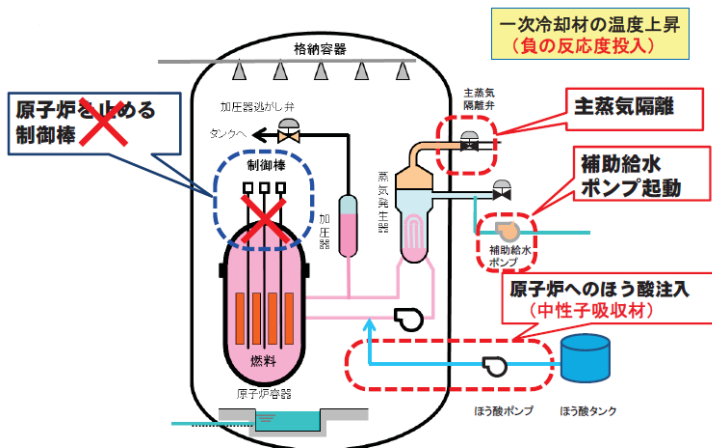 一次冷却材の温度上昇
（負の反応度投入）
格納容器
主蒸気
隔離弁
主蒸気隔離
原子炉を止める
制御棒
加圧器逃がし弁
タンクへ
制御棒
加圧器
蒸気発生器
補助給水
ポンプ起動
補助給水
ポンプ
原子炉へのほう酸注入
（中性子吸収材）
燃料
原子炉容器
ほう酸ポンプ
ほう酸タンク